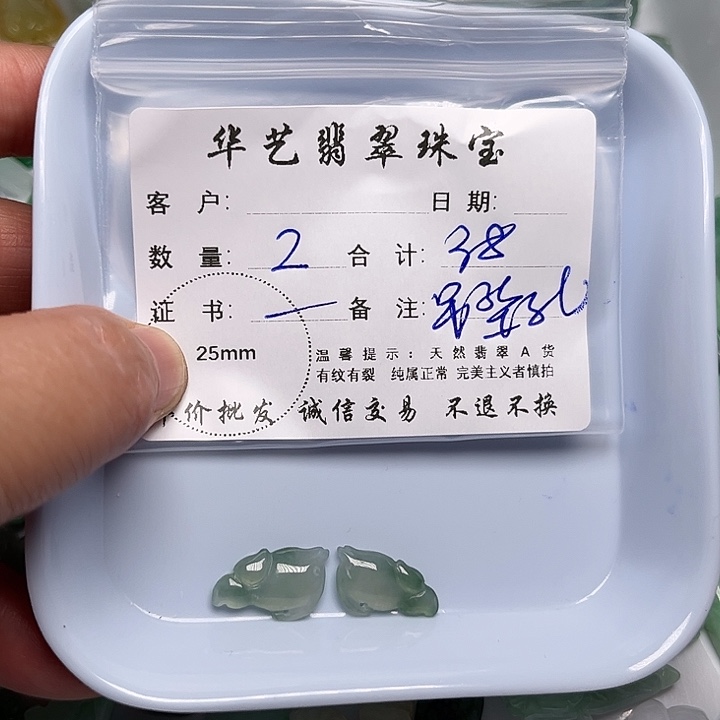 华艺翡翠珠宝
客 户: 日 期:
数 量: 2 合 计: 38
证 书: — 备 注:
25mm
温馨提示:天然翡翠A货
有纹有裂 纯属正常 完美主义者慎拍
价批发 诚信交易 不退不换